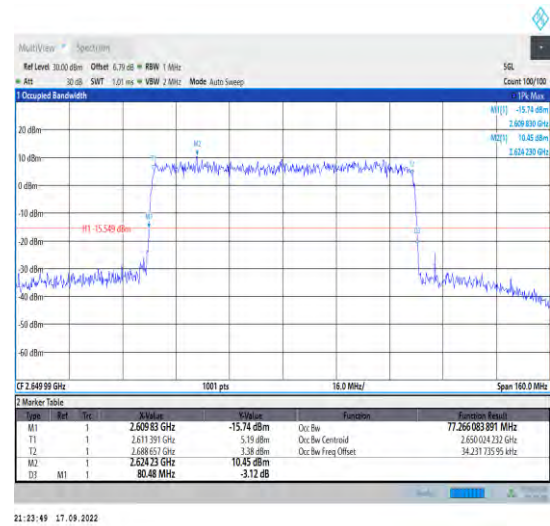 MultiView Spectrum
Ref Level 30.00 dBm Offset 6.79 dB RBW 1 MHz SGL
Att 30 dB SWT 1.01 ms VBW 2 MHz Mode Auto Sweep Count 100/100
1 Occupied Bandwidth 1Pk Max
M1[1] -15.74 dBm
2.609 830 GHz
M2[1] 10.45 dBm
2.624 230 GHz
20 dBm
M2
10 dBm
0 dBm
-10 dBm
M1
H1 -15.549 dBm
-20 dBm
-30 dBm
-40 dBm
-50 dBm
-60 dBm
CF 2.649 99 GHz 1001 pts 16.0 MHz/ Span 160.0 MHz
2 Marker Table
Type Ref Trc X-Value Y-Value Function Function Result
M1 1 2.609 83 GHz -15.74 dBm Occ Bw 77.266 083 891 MHz
T1 1 2.611 391 GHz 5.19 dBm Occ Bw Centroid 2.650 024 232 GHz
T2 1 2.688 657 GHz 3.38 dBm Occ Bw Freq Offset 34.231 735 95 kHz
M2 1 2.624 23 GHz 10.45 dBm
D3 M1 1 80.48 MHz -3.12 dB
21:23:49 17.09.2022